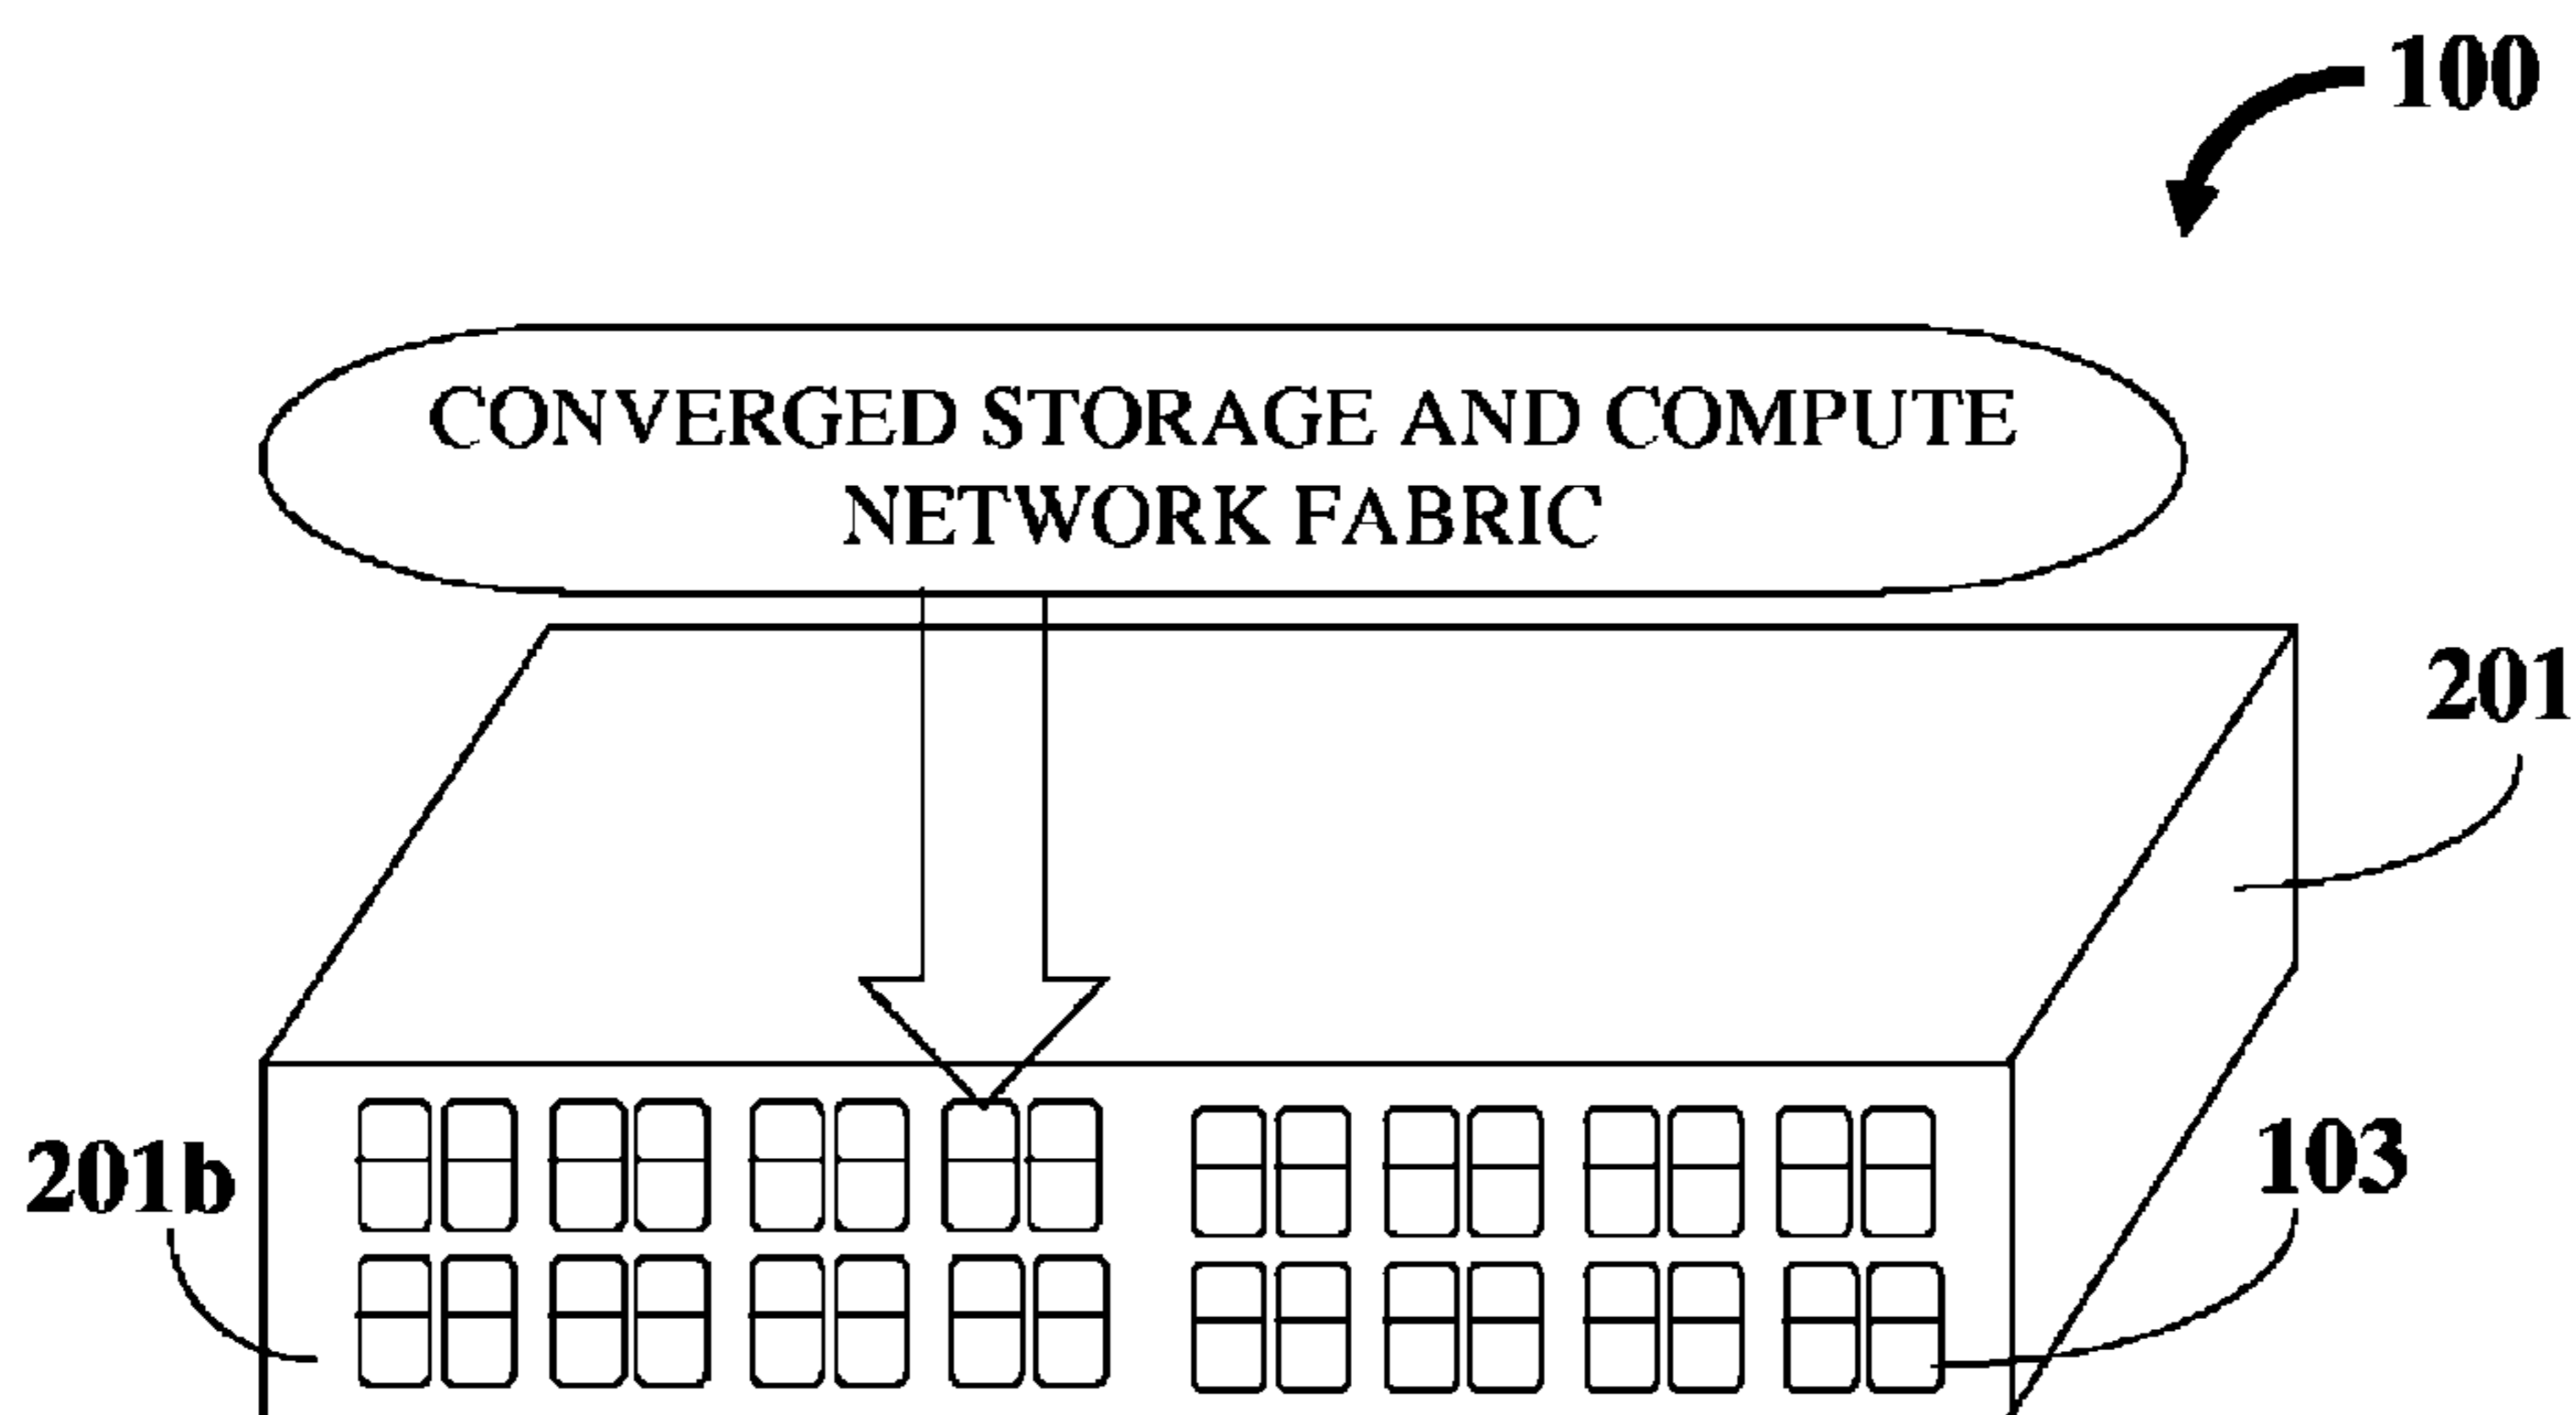 100
CONVERGED STORAGE AND COMPUTE
NETWORK FABRIC
201
201b
103